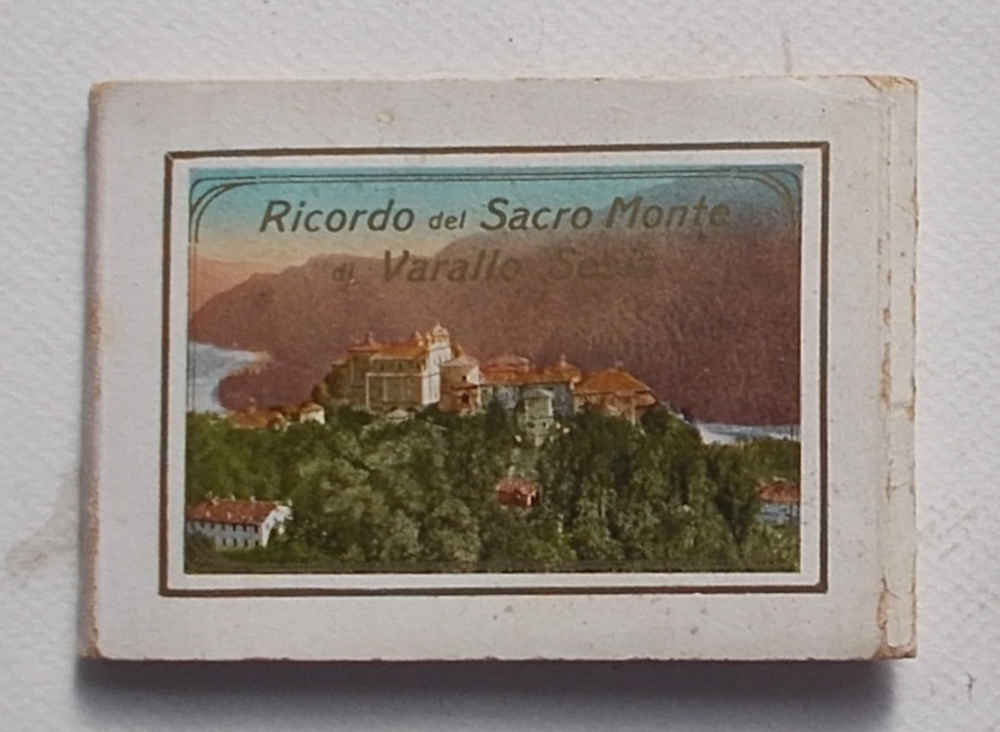 Ricordo del Sacro Monte
di Varallo Sesia